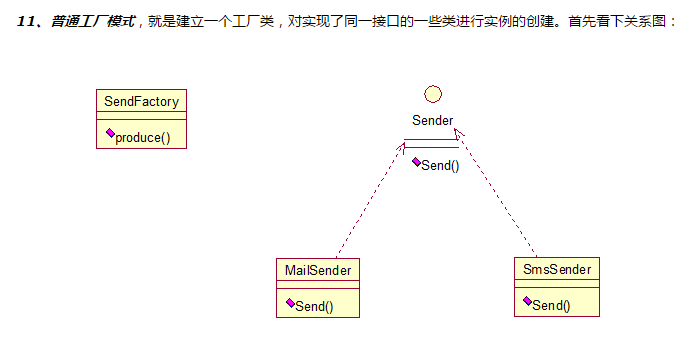 11、普通工厂模式，就是建立一个工厂类，对实现了同一接口的一些类进行实例的创建。首先看下关系图：
SendFactory
produce()
Sender
Send()
MailSender
Send()
SmsSender
Send()